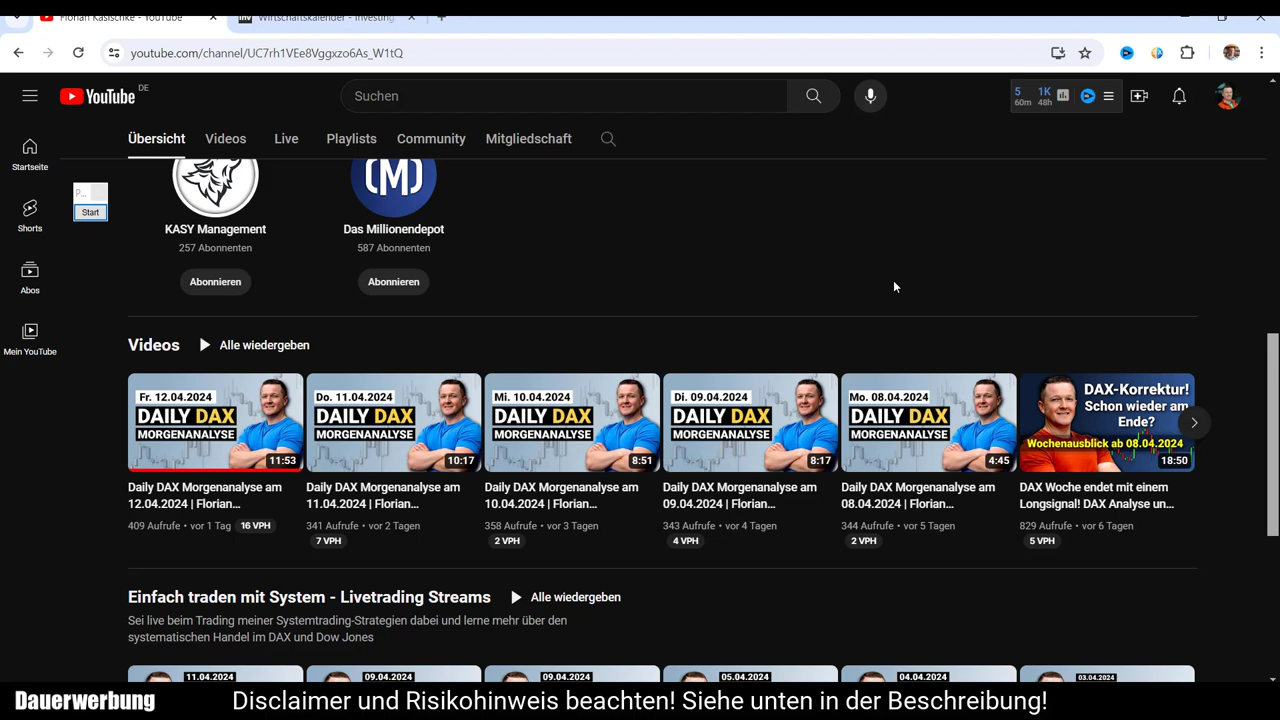 Florian Kasischke - YouTube
Wirtschaftskalender - Investing
youtube.com/channel/UC7rh1VEe8Vggxzo6As_W1tQ
YouTube DE
Suchen
5 60m
1K 48h
Übersicht Videos Live Playlists Community Mitgliedschaft
Startseite
Shorts
Abos
Mein YouTube
P...
Start
M
KASY Management
257 Abonnenten
Abonnieren
Das Millionendepot
587 Abonnenten
Abonnieren
Videos Alle wiedergeben
Fr. 12.04.2024
DAILY DAX
MORGENANALYSE
11:53
Daily DAX Morgenanalyse am
12.04.2024 | Florian...
409 Aufrufe • vor 1 Tag 16 VPH
Do. 11.04.2024
DAILY DAX
MORGENANALYSE
10:17
Daily DAX Morgenanalyse am
11.04.2024 | Florian...
341 Aufrufe • vor 2 Tagen
7 VPH
Mi. 10.04.2024
DAILY DAX
MORGENANALYSE
8:51
Daily DAX Morgenanalyse am
10.04.2024 | Florian...
358 Aufrufe • vor 3 Tagen
2 VPH
Di. 09.04.2024
DAILY DAX
MORGENANALYSE
8:17
Daily DAX Morgenanalyse am
09.04.2024 | Florian...
343 Aufrufe • vor 4 Tagen
4 VPH
Mo. 08.04.2024
DAILY DAX
MORGENANALYSE
4:45
Daily DAX Morgenanalyse am
08.04.2024 | Florian...
344 Aufrufe • vor 5 Tagen
2 VPH
DAX-Korrektur!
Schon wieder am
Ende?
Wochenausblick ab 08.04.2024
18:50
DAX Woche endet mit einem
Longsignal! DAX Analyse un...
829 Aufrufe • vor 6 Tagen
5 VPH
Einfach traden mit System - Livetrading Streams Alle wiedergeben
Sei live beim Trading meiner Systemtrading-Strategien dabei und lerne mehr über den
systematischen Handel im DAX und Dow Jones
11.04.2024
09.04.2024
09.04.2024
05.04.2024
04.04.2024
03.04.2024
Dauerwerbung
Disclaimer und Risikohinweis beachten! Siehe unten in der Beschreibung!